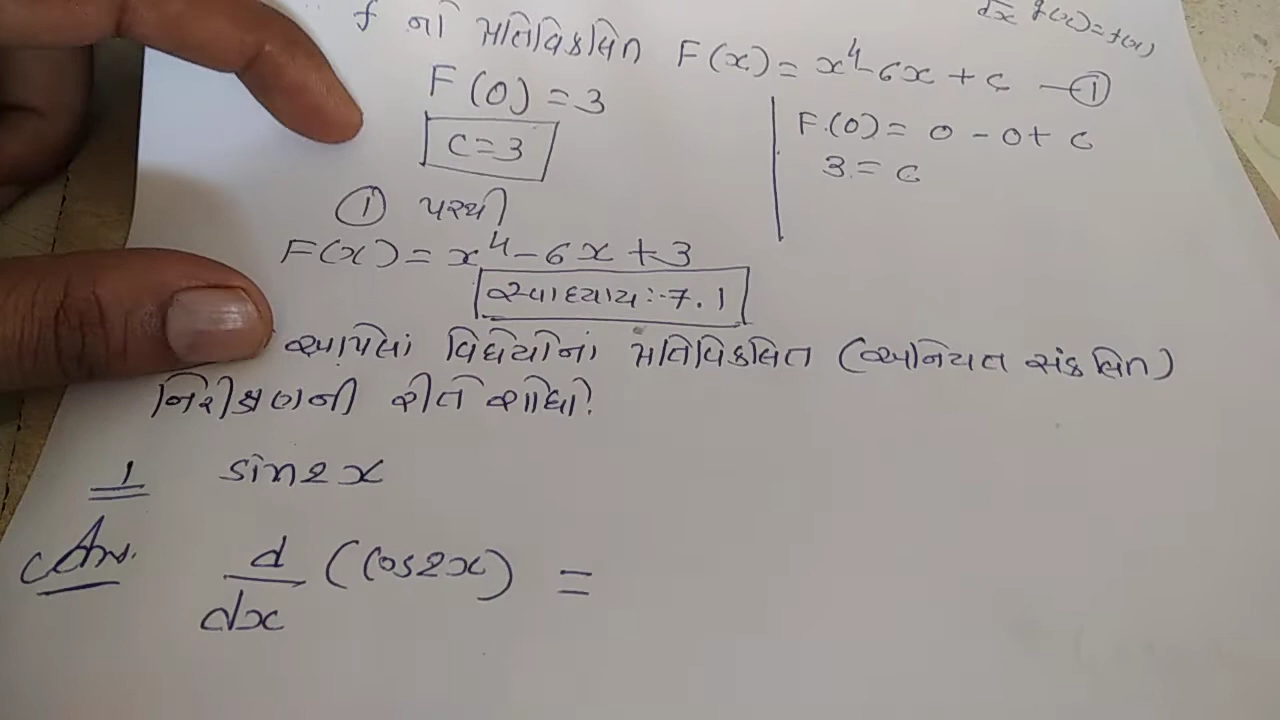 d/dx F(x) = f(x)
f નો પ્રતિવિકલિત F(x) = x⁴ - 6x + c —①
F(0) = 3
F(0) = 0 - 0 + c
c = 3
3 = c
① પરથી
F(x) = x⁴ - 6x + 3
સ્વાધ્યાય :- 7.1
આપેલાં વિધેયોનાં પ્રતિવિકલિત (અનિયત સંકલિત)
નિરીક્ષણની રીતે શોધો.
1 sin2x
Ans. d/dx (cos2x) =